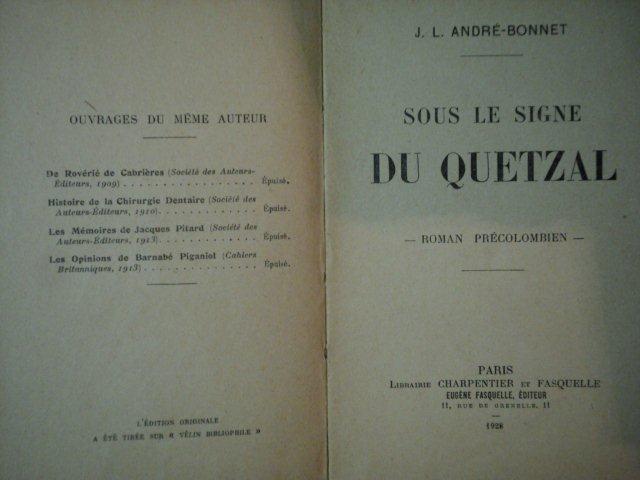 OUVRAGES DU MÊME AUTEUR
De Rovérié de Cabrières (Société des Auteurs-
Éditeurs, 1909) . . . . . . . . . . . . . . . Épuisé.
Histoire de la Chirurgie Dentaire (Société des
Auteurs-Éditeurs, 1910). . . . . . . . . . . . . Épuisé.
Les Mémoires de Jacques Pitard (Société des
Auteurs-Éditeurs, 1913) . . . . . . . . . . . . Épuisé.
Les Opinions de Barnabé Piganiol (Cahiers
Britanniques, 1913) . . . . . . . . . . . . . Épuisé.
L'ÉDITION ORIGINALE
A ÉTÉ TIRÉE SUR « VÉLIN BIBLIOPHILE »
J. L. ANDRÉ-BONNET
SOUS LE SIGNE
DU QUETZAL
— ROMAN PRÉCOLOMBIEN —
PARIS
LIBRAIRIE CHARPENTIER ET FASQUELLE
EUGÈNE FASQUELLE, ÉDITEUR
11, RUE DE GRENELLE, 11
1928